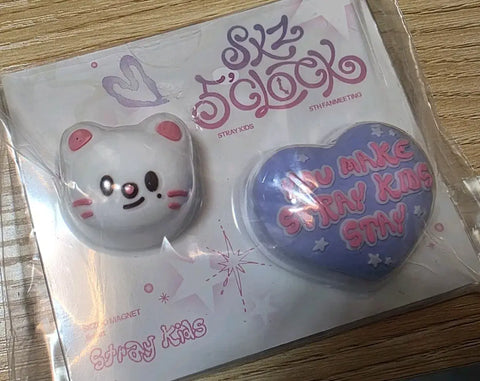 SKZ
5'CLOCK
STRAY KIDS
5TH FANMEETING
YOU MAKE
STRAY KIDS
STAY
MAGNET
Stray Kids